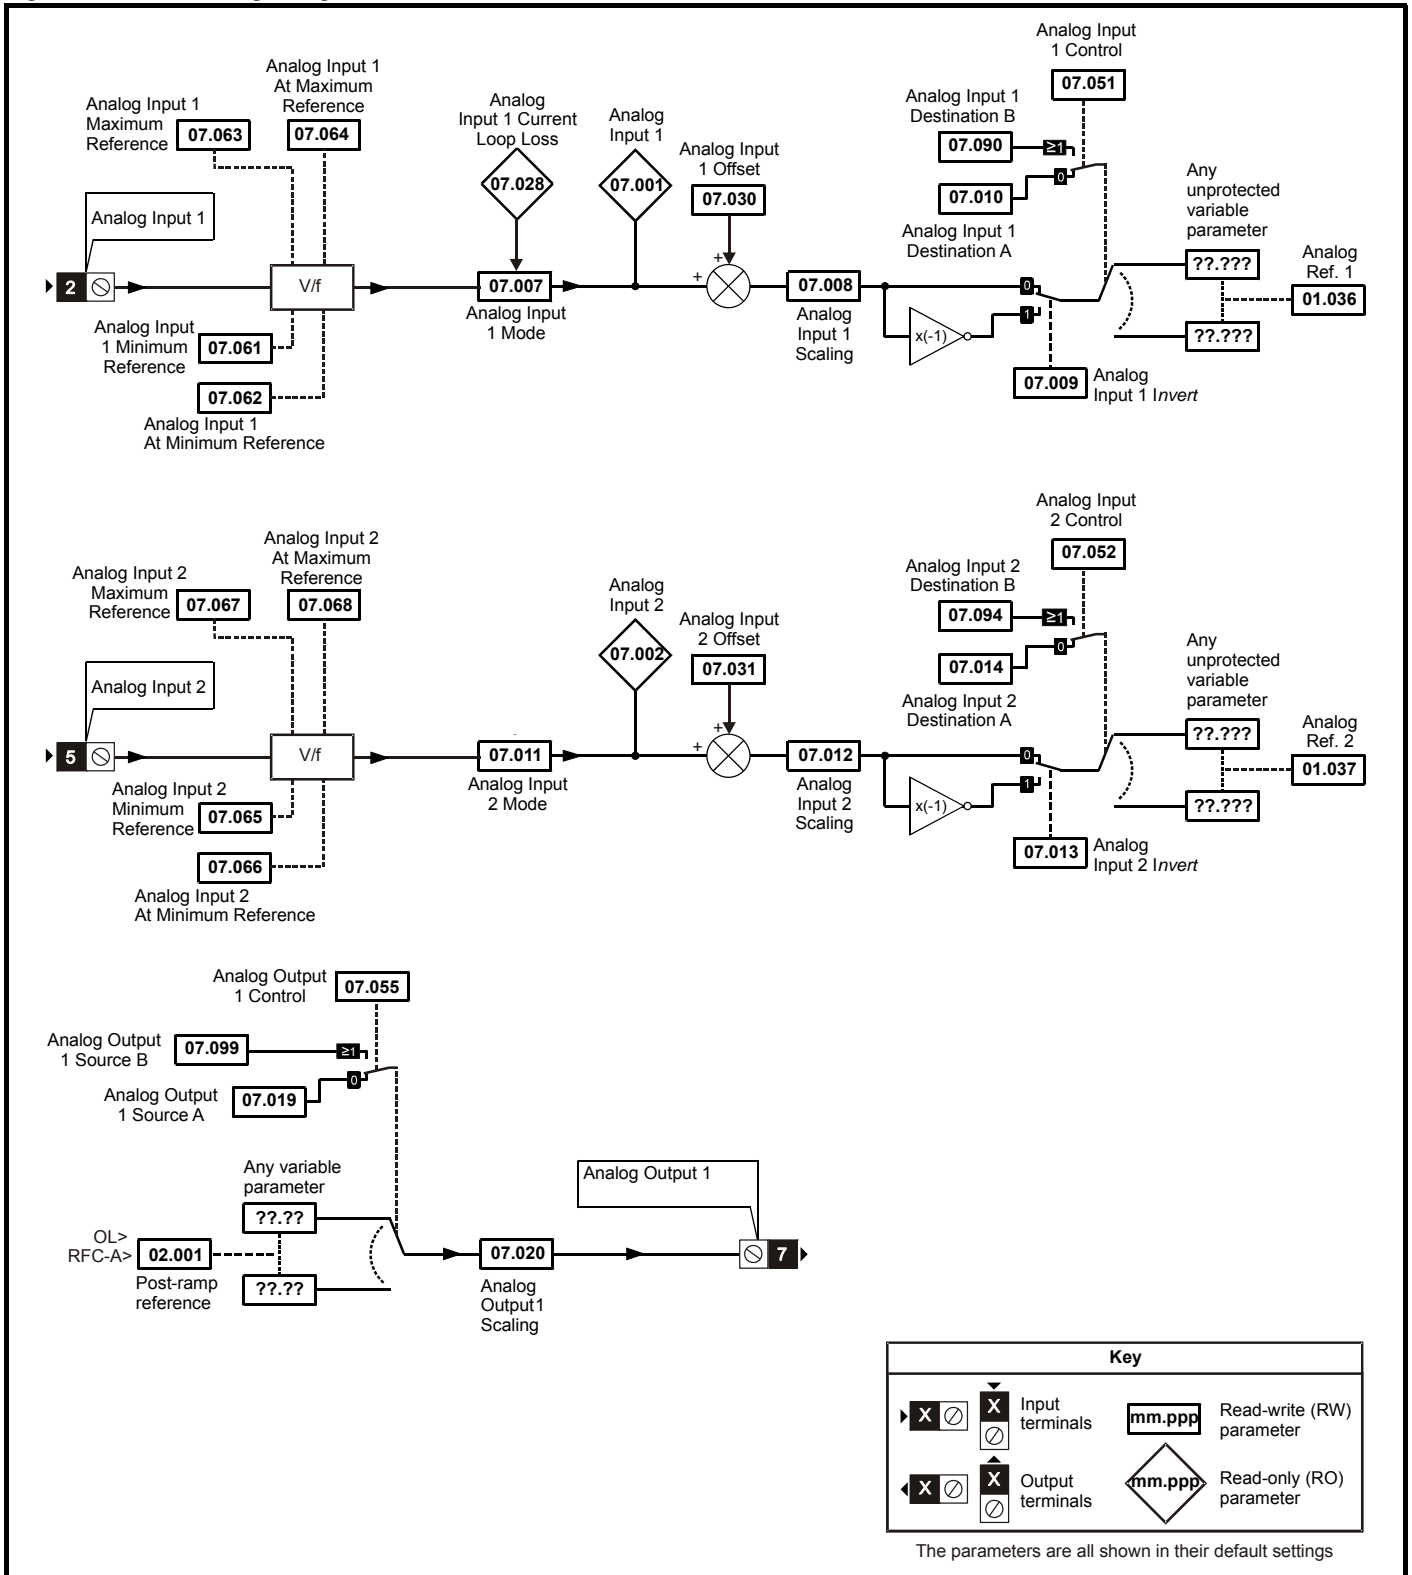 Analog Input
1 Control
07.051
Analog Input 1
At Maximum
Reference
07.064
Analog Input 1
Maximum
Reference
07.063
Analog
Input 1 Current
Loop Loss
07.028
Analog
Input 1
07.001
Analog Input
1 Offset
07.030
Analog Input 1
Destination B
07.090
≥1
0
07.010
Analog Input 1
Destination A
Any
unprotected
variable
parameter
??.???
??.???
Analog
Ref. 1
01.036
Analog Input 1
2
V/f
07.007
Analog Input
1 Mode
+
+
07.008
Analog
Input 1
Scaling
x(-1)
0
1
07.009
Analog
Input 1 Invert
Analog Input
1 Minimum
Reference
07.061
07.062
Analog Input 1
At Minimum Reference
Analog Input
2 Control
07.052
Analog Input 2
At Maximum
Reference
07.068
Analog Input 2
Maximum
Reference
07.067
Analog
Input 2
07.002
Analog Input
2 Offset
07.031
Analog Input 2
Destination B
07.094
≥1
0
07.014
Analog Input 2
Destination A
Any
unprotected
variable
parameter
??.???
??.???
Analog
Ref. 2
01.037
Analog Input 2
5
V/f
07.011
Analog Input
2 Mode
+
+
07.012
Analog
Input 2
Scaling
x(-1)
0
1
07.013
Analog
Input 2 Invert
Analog Input 2
Minimum
Reference
07.065
07.066
Analog Input 2
At Minimum Reference
Analog Output
1 Control
07.055
Analog Output
1 Source B
07.099
≥1
0
Analog Output
1 Source A
07.019
Any variable
parameter
??.??
??.??
OL>
RFC-A>
02.001
Post-ramp
reference
07.020
Analog
Output1
Scaling
Analog Output 1
7
Key
X
X
Input
terminals
mm.ppp
Read-write (RW)
parameter
X
X
Output
terminals
mm.ppp
Read-only (RO)
parameter
The parameters are all shown in their default settings